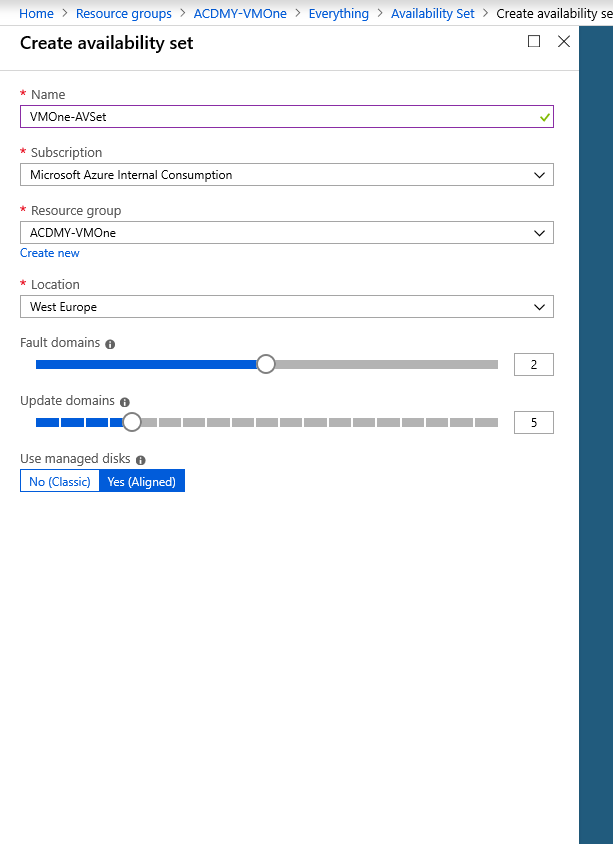 Home > Resource groups > ACDMY-VMOne > Everything > Availability Set > Create availability se
Create availability set
* Name
VMOne-AVSet
* Subscription
Microsoft Azure Internal Consumption
* Resource group
ACDMY-VMOne
Create new
* Location
West Europe
Fault domains
2
Update domains
5
Use managed disks
No (Classic) Yes (Aligned)